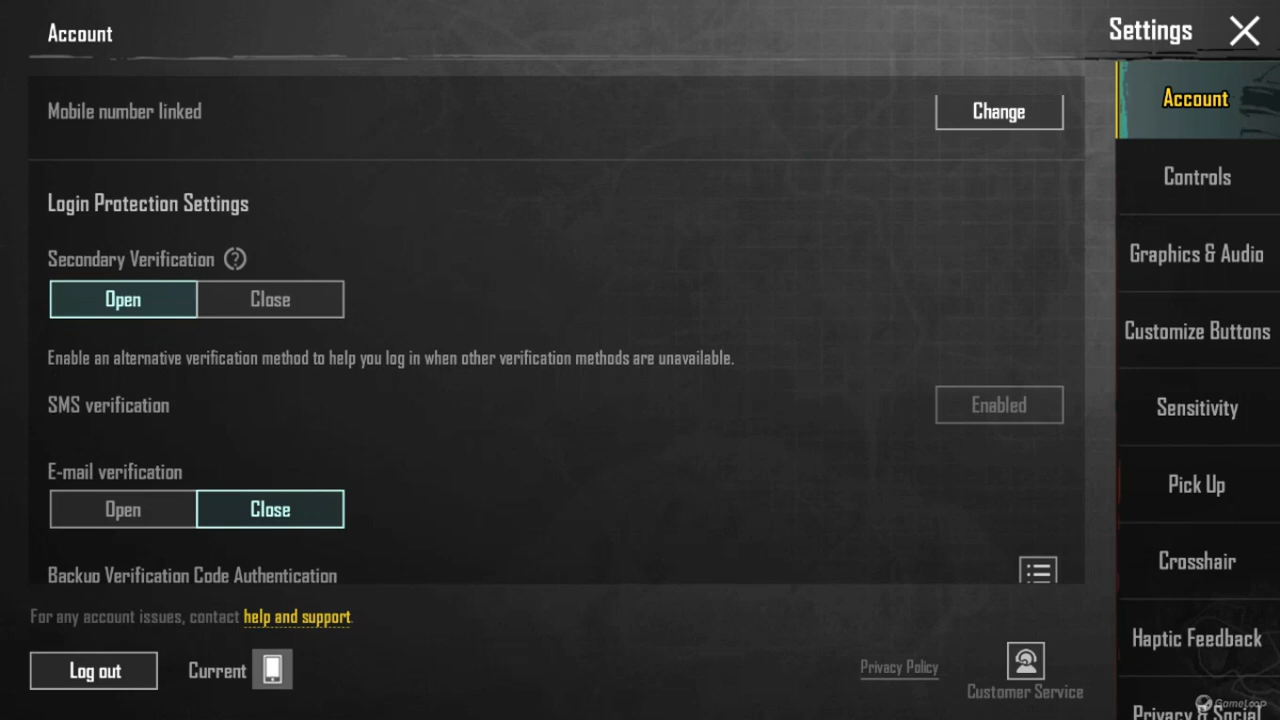 Account
Settings
Mobile number linked
Change
Login Protection Settings
Secondary Verification ?
Open
Close
Enable an alternative verification method to help you log in when other verification methods are unavailable.
SMS verification
Enabled
E-mail verification
Open
Close
Backup Verification Code Authentication
For any account issues, contact help and support.
Log out
Current
Privacy Policy
Customer Service
Account
Controls
Graphics & Audio
Customize Buttons
Sensitivity
Pick Up
Crosshair
Haptic Feedback
Privacy & Social
GameLoop